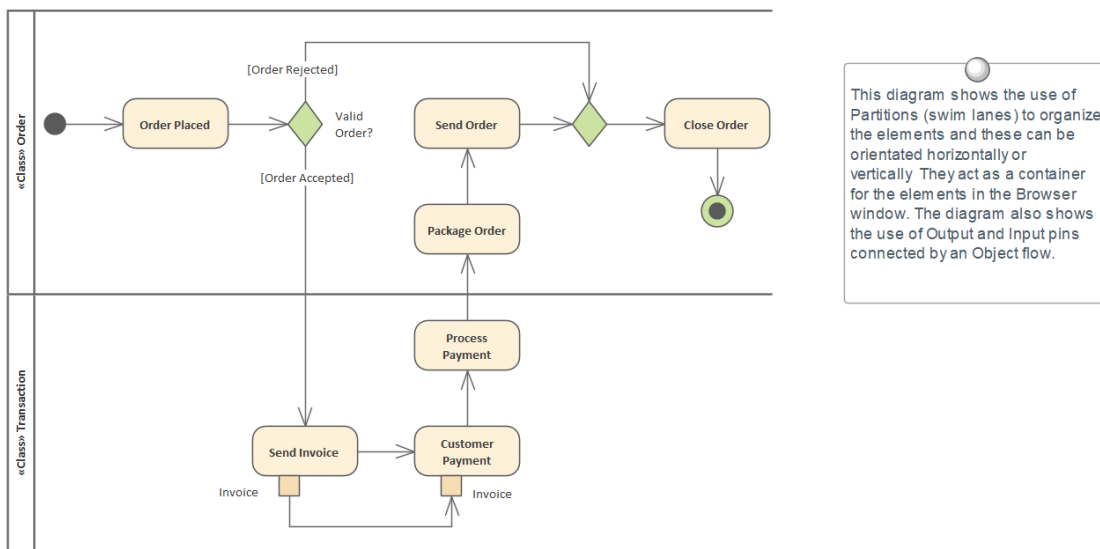 «Class» Order
[Order Rejected]
Order Placed
Valid
Order?
Send Order
Close Order
[Order Accepted]
Package Order
«Class» Transaction
Process
Payment
Send Invoice
Customer
Payment
Invoice
Invoice
This diagram shows the use of
Partitions (swim lanes) to organize
the elements and these can be
orientated horizontally or
vertically They act as a container
for the elements in the Browser
window. The diagram also shows
the use of Output and Input pins
connected by an Object flow.